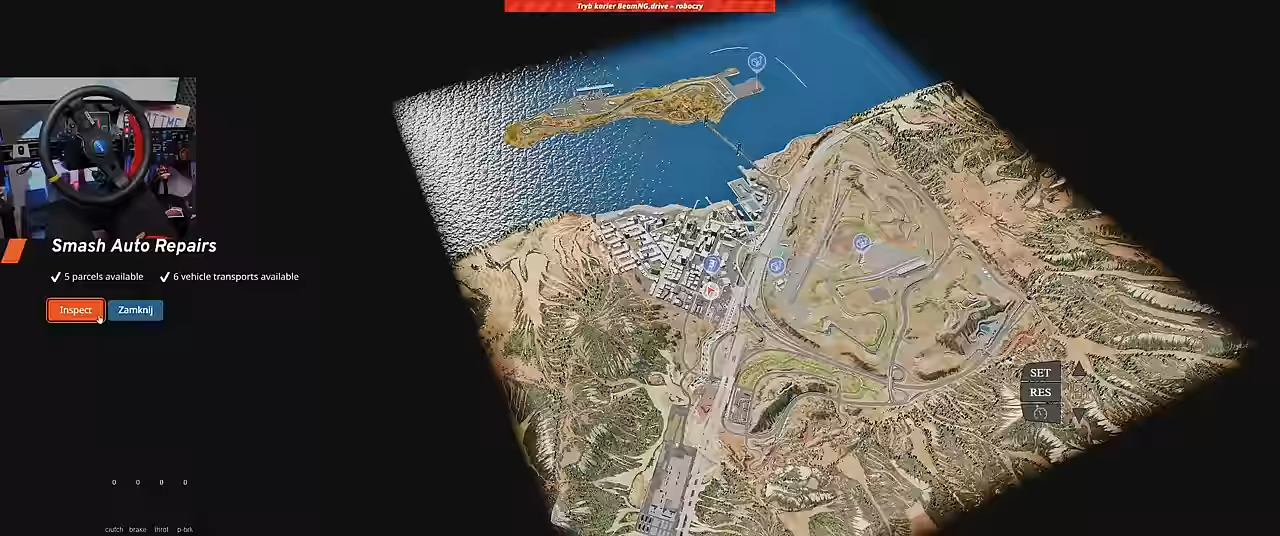 Tryb karier BeamNG.drive – roboczy
Smash Auto Repairs
5 parcels available
6 vehicle transports available
Inspect
Zamknij
SET
RES
0 0 0 0
clutch brake throt p-brk